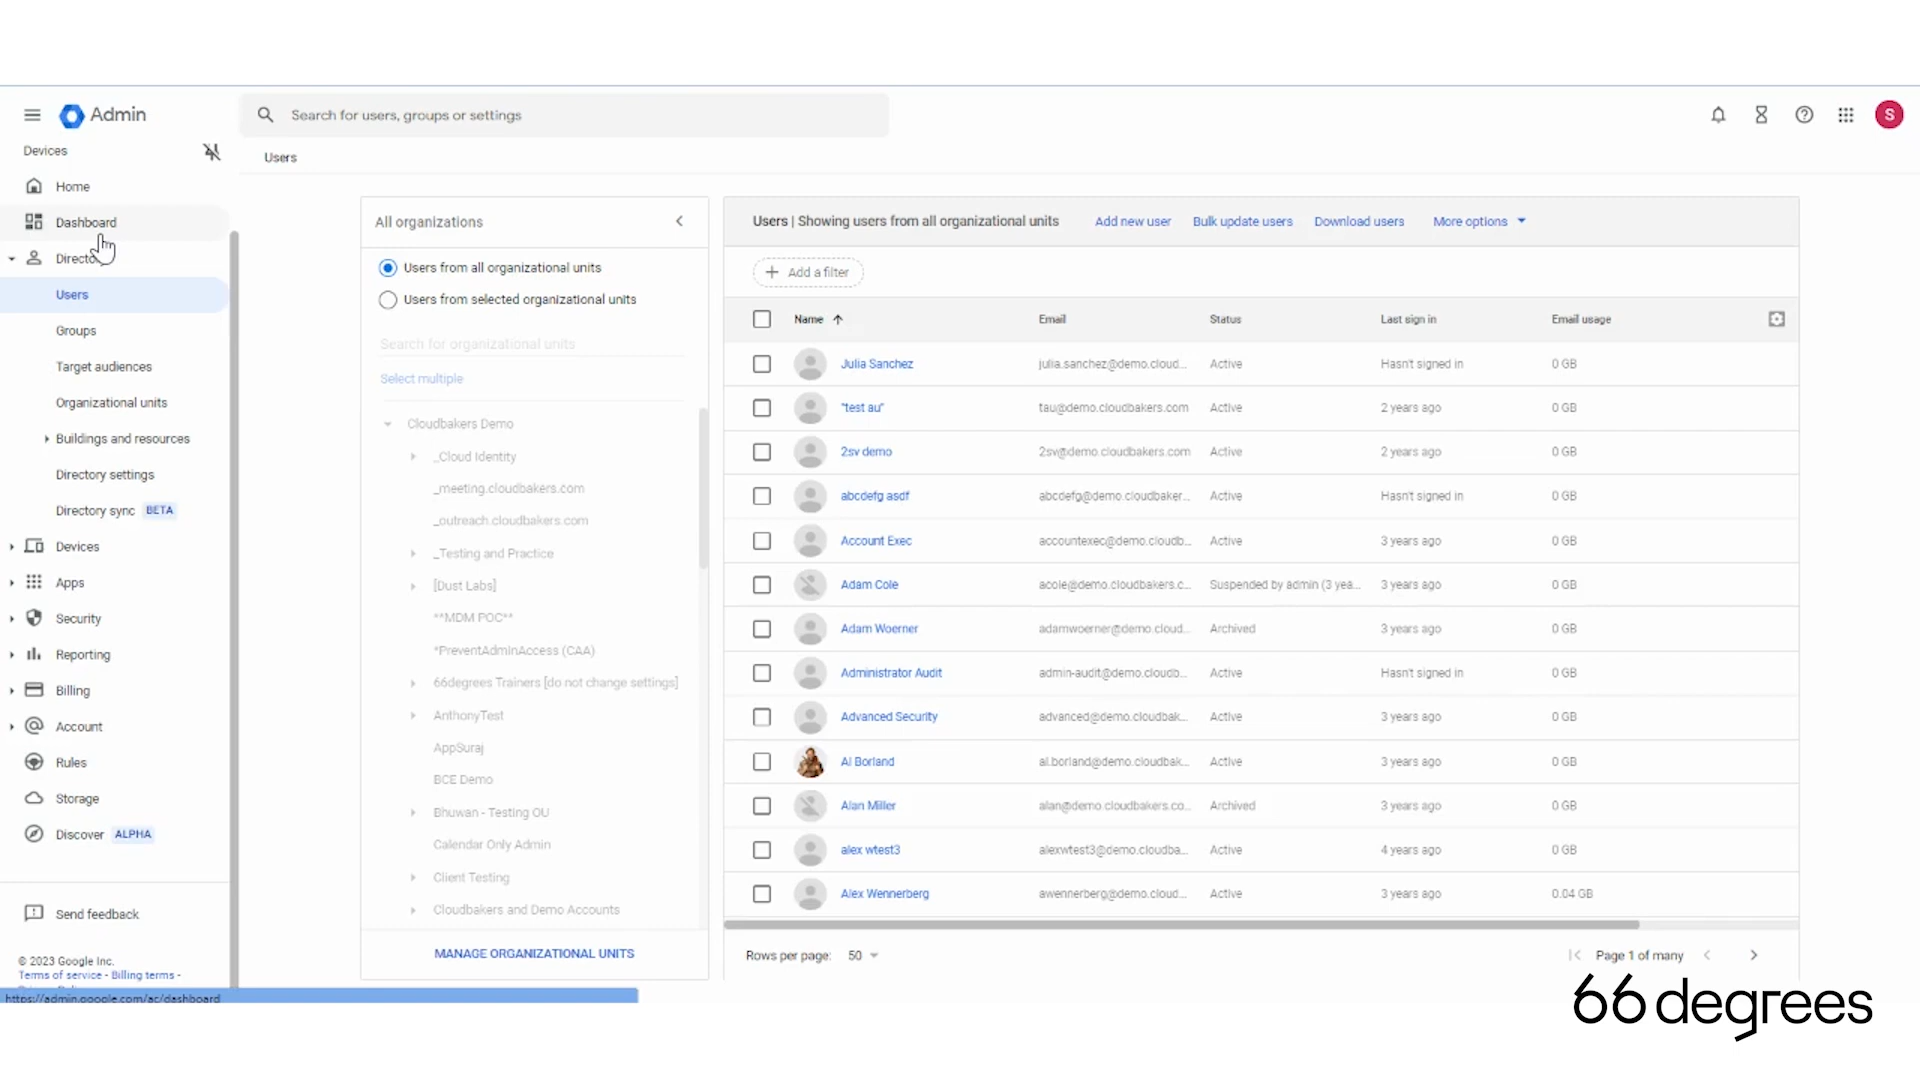 Admin
Search for users, groups or settings
S
Devices
Users
Home
Dashboard
Directo
Users
Groups
Target audiences
Organizational units
Buildings and resources
Directory settings
Directory sync BETA
Devices
Apps
Security
Reporting
Billing
Account
Rules
Storage
Discover ALPHA
Send feedback
© 2023 Google Inc.
Terms of service - Billing terms -
https://admin.google.com/ac/dashboard
All organizations
Users from all organizational units
Users from selected organizational units
Search for organizational units
Select multiple
Cloudbakers Demo
_Cloud Identity
_meeting.cloudbakers.com
_outreach.cloudbakers.com
_Testing and Practice
[Dust Labs]
**MDM POC**
*PreventAdminAccess (CAA)
66degrees Trainers [do not change settings]
AnthonyTest
AppSuraj
BCE Demo
Bhuwan - Testing OU
Calendar Only Admin
Client Testing
Cloudbakers and Demo Accounts
MANAGE ORGANIZATIONAL UNITS
Users | Showing users from all organizational units Add new user Bulk update users Download users More options
Add a filter
Name Email Status Last sign in Email usage
Julia Sanchez julia.sanchez@demo.cloud... Active Hasn't signed in 0 GB
"test au" tau@demo.cloudbakers.com Active 2 years ago 0 GB
2sv demo 2sv@demo.cloudbakers.com Active 2 years ago 0 GB
abcdefg asdf abcdefg@demo.cloudbaker... Active Hasn't signed in 0 GB
Account Exec accountexec@demo.cloudb... Active 3 years ago 0 GB
Adam Cole acole@demo.cloudbakers.c... Suspended by admin (3 yea... 3 years ago 0 GB
Adam Woerner adamwoerner@demo.cloud... Archived 3 years ago 0 GB
Administrator Audit admin-audit@demo.cloudb... Active Hasn't signed in 0 GB
Advanced Security advanced@demo.cloudbak... Active 3 years ago 0 GB
Al Borland al.borland@demo.cloudbak... Active 3 years ago 0 GB
Alan Miller alan@demo.cloudbakers.co... Archived 3 years ago 0 GB
alex wtest3 alexwtest3@demo.cloudba... Active 4 years ago 0 GB
Alex Wennerberg awennerberg@demo.cloud... Active 3 years ago 0.04 GB
Rows per page: 50 Page 1 of many
66degrees